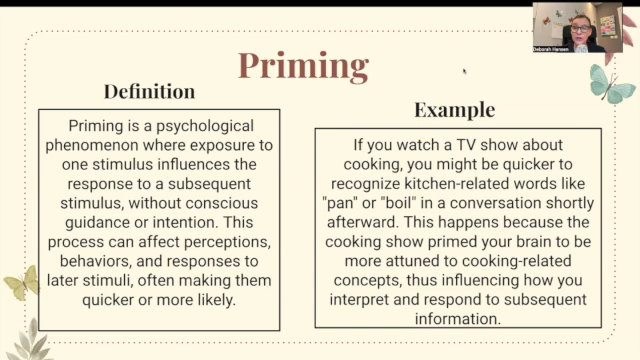 Priming
Definition
Priming is a psychological
phenomenon where exposure to
one stimulus influences the
response to a subsequent
stimulus, without conscious
guidance or intention. This
process can affect perceptions,
behaviors, and responses to
later stimuli, often making them
quicker or more likely.
Example
If you watch a TV show about
cooking, you might be quicker to
recognize kitchen-related words like
"pan" or "boil" in a conversation shortly
afterward. This happens because the
cooking show primed your brain to be
more attuned to cooking-related
concepts, thus influencing how you
interpret and respond to subsequent
information.
Deborah Hansen